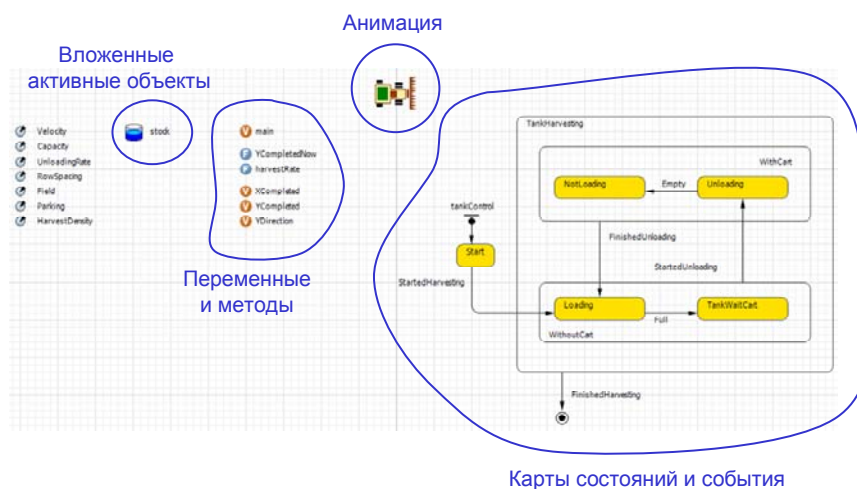 Анимация
Вложенные
активные объекты
Velocity
Capacity
UnloadingRate
RowSpacing
Field
Parking
HarvestDensity
stock
V main
F YCompletedNow
F harvestRate
V XCompleted
V YCompleted
V YDirection
Переменные
и методы
TankHarvesting
WithCart
NotLoading
Empty
Unloading
tankControl
Start
FinishedUnloading
StartedUnloading
StartedHarvesting
Loading
Full
TankWaitCart
WithoutCart
FinishedHarvesting
Карты состояний и события